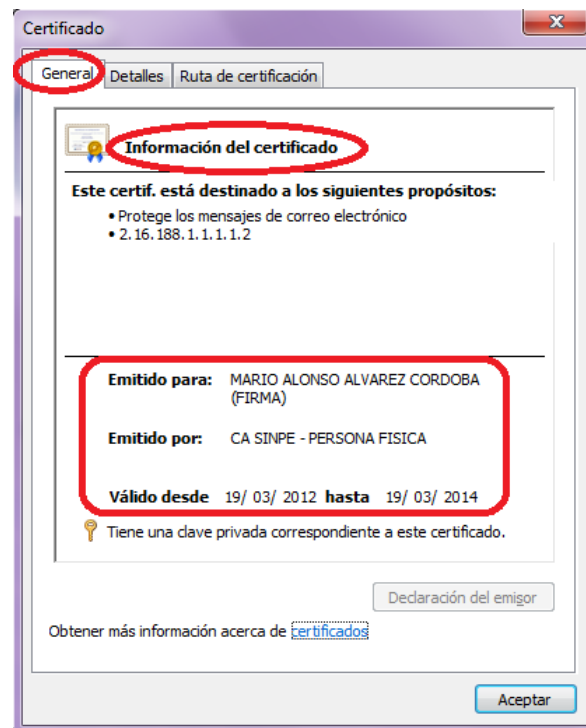 Certificado
General Detalles Ruta de certificación
Información del certificado
Este certif. está destinado a los siguientes propósitos:
• Protege los mensajes de correo electrónico
• 2.16.188.1.1.1.1.2
Emitido para: MARIO ALONSO ALVAREZ CORDOBA
(FIRMA)
Emitido por: CA SINPE - PERSONA FISICA
Válido desde 19/ 03/ 2012 hasta 19/ 03/ 2014
Tiene una clave privada correspondiente a este certificado.
Declaración del emisor
Obtener más información acerca de certificados
Aceptar